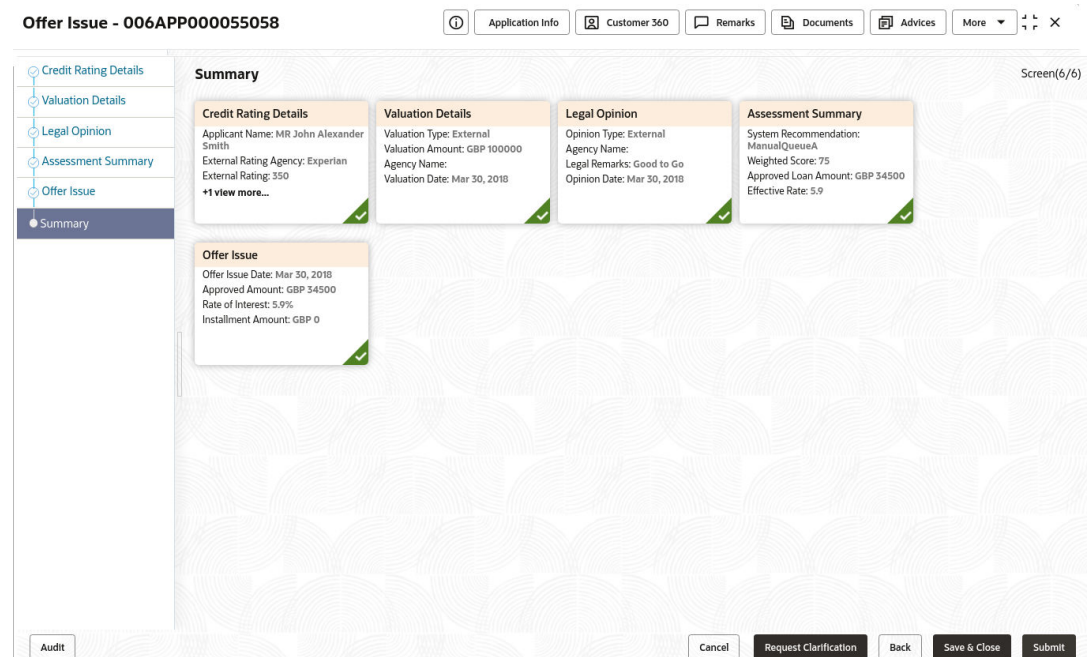 Offer Issue - 006APP000055058
Application Info
Customer 360
Remarks
Documents
Advices
More
Credit Rating Details
Valuation Details
Legal Opinion
Assessment Summary
Offer Issue
Summary
Summary
Screen(6/6)
Credit Rating Details
Applicant Name: MR John Alexander
Smith
External Rating Agency: Experian
External Rating: 350
+1 view more...
Valuation Details
Valuation Type: External
Valuation Amount: GBP 100000
Agency Name:
Valuation Date: Mar 30, 2018
Legal Opinion
Opinion Type: External
Agency Name:
Legal Remarks: Good to Go
Opinion Date: Mar 30, 2018
Assessment Summary
System Recommendation:
ManualQueueA
Weighted Score: 75
Approved Loan Amount: GBP 34500
Effective Rate: 5.9
Offer Issue
Offer Issue Date: Mar 30, 2018
Approved Amount: GBP 34500
Rate of Interest: 5.9%
Installment Amount: GBP 0
Audit
Cancel
Request Clarification
Back
Save & Close
Submit